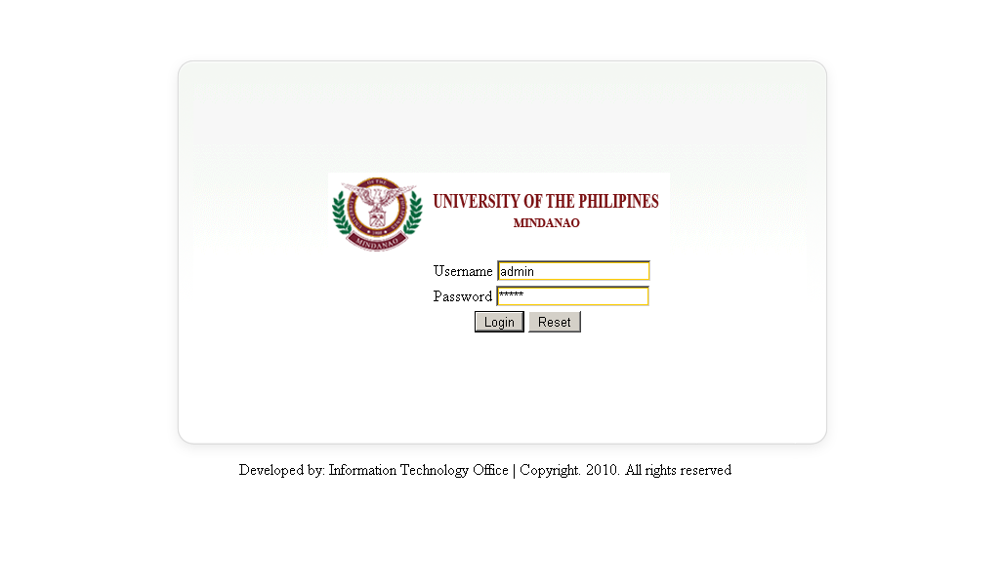 UNIVERSITY OF THE PHILIPINES
MINDANAO
MINDANAO
Username admin
Password *****
Login Reset
Developed by: Information Technology Office | Copyright. 2010. All rights reserved